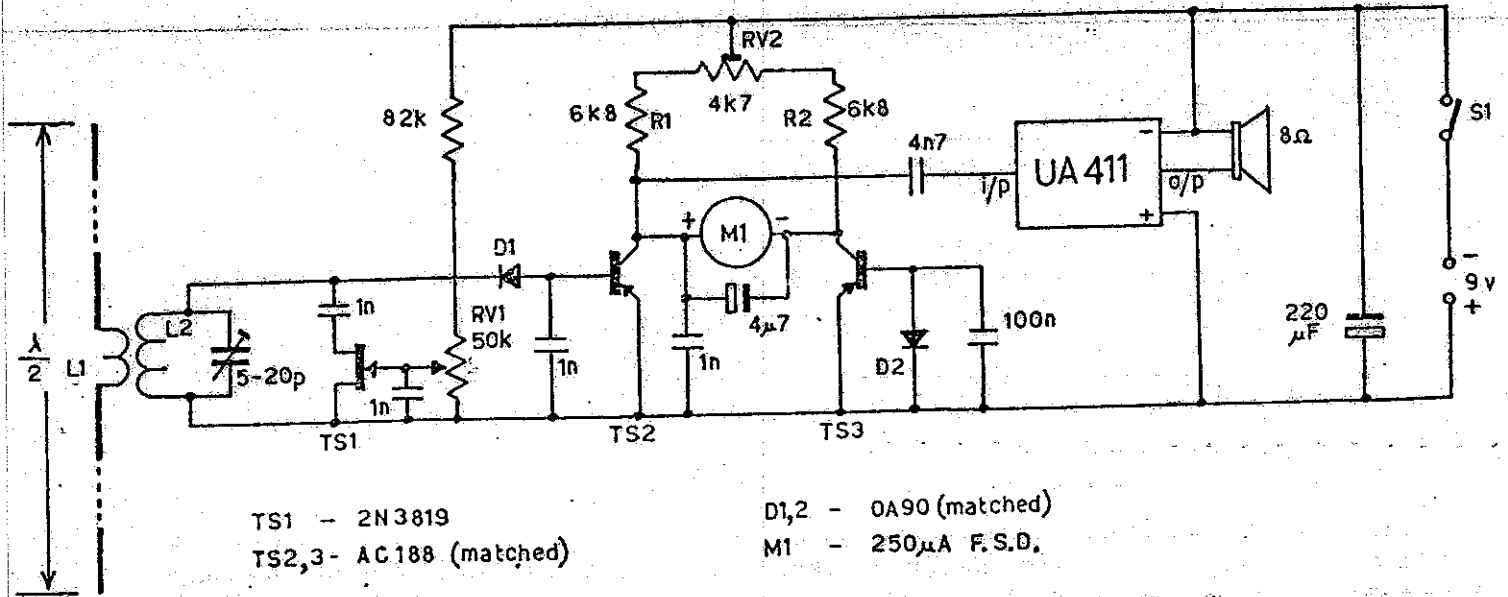 RV2
82k
6k8
R1
4k7
R2
6k8
S1
4n7
8Ω
UA 411
-
i/p
o/p
+
+
M1
-
D1
-
9v
+
λ/2
L1
L2
1n
RV1
50k
5-20p
1n
1n
4μ7
1n
D2
100n
220
μF
TS1
TS2
TS3
TS1 - 2N3819
TS2,3- AC188 (matched)
D1,2 - OA90 (matched)
M1 - 250μA F.S.D.